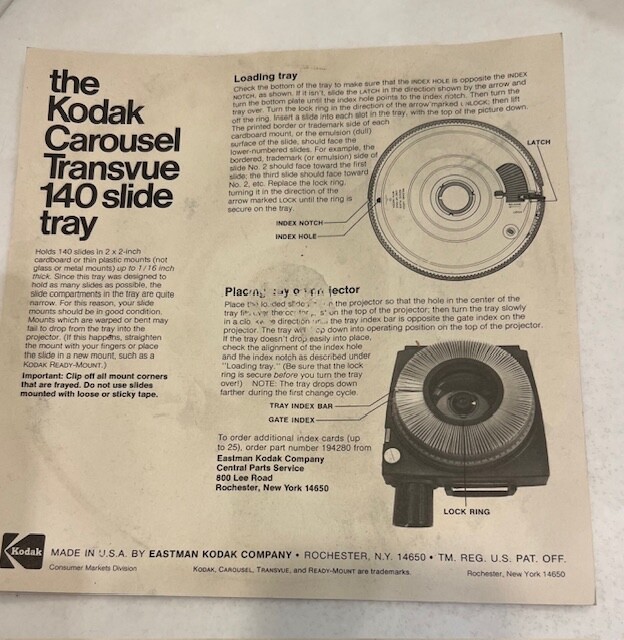 the
Kodak
Carousel
Transvue
140 slide
tray
Holds 140 slides in 2 x 2-inch
cardboard or thin plastic mounts (not
glass or metal mounts) up to 1/16 inch
thick. Since this tray was designed to
hold as many slides as possible, the
slide compartments in the tray are quite
narrow. For this reason, your slide
mounts should be in good condition.
Mounts which are warped or bent may
fail to drop from the tray into the
projector. (If this happens, straighten
the mount with your fingers or place
the slide in a new mount, such as a
KODAK READY-MOUNT.)
Important: Clip off all mount corners
that are frayed. Do not use slides
mounted with loose or sticky tape.
Loading tray
Check the bottom of the tray to make sure that the INDEX HOLE is opposite the INDEX
NOTCH, as shown. If it isn't, slide the LATCH in the direction shown by the arrow and
turn the bottom plate until the index hole points to the index notch. Then turn the
tray over. Turn the lock ring in the direction of the arrow marked UNLOCK; then lift
off the ring. Insert a slide into each slot in the tray, with the top of the picture down.
The printed border or trademark side of each
cardboard mount, or the emulsion (dull)
surface of the slide, should face the
lower-numbered slides. For example, the
bordered, trademark (or emulsion) side of
slide No. 2 should face toward the first
slide; the third slide should face toward
No. 2, etc. Replace the lock ring,
turning it in the direction of the
arrow marked LOCK until the ring is
secure on the tray.
LATCH
INDEX NOTCH
INDEX HOLE
Placing tray on projector
Place the loaded slide on the projector so that the hole in the center of the
tray fits over the on the top of the projector; then turn the tray slowly
in a direction the tray index bar is opposite the gate index on the
projector. The tray will drop down into operating position on the top of the projector.
If the tray doesn't drop easily into place,
check the alignment of the index hole
and the index notch as described under
"Loading tray." (Be sure that the lock
ring is secure before you turn the tray
over!) NOTE: The tray drops down
farther during the first change cycle.
TRAY INDEX BAR
GATE INDEX
LOCK RING
To order additional index cards (up
to 25), order part number 194280 from
Eastman Kodak Company
Central Parts Service
800 Lee Road
Rochester, New York 14650
Kodak
MADE IN U.S.A. BY EASTMAN KODAK COMPANY • ROCHESTER, N.Y. 14650 • TM. REG. U.S. PAT. OFF.
Consumer Markets Division
KODAK, CAROUSEL, TRANSVUE, and READY-MOUNT are trademarks.
Rochester, New York 14650